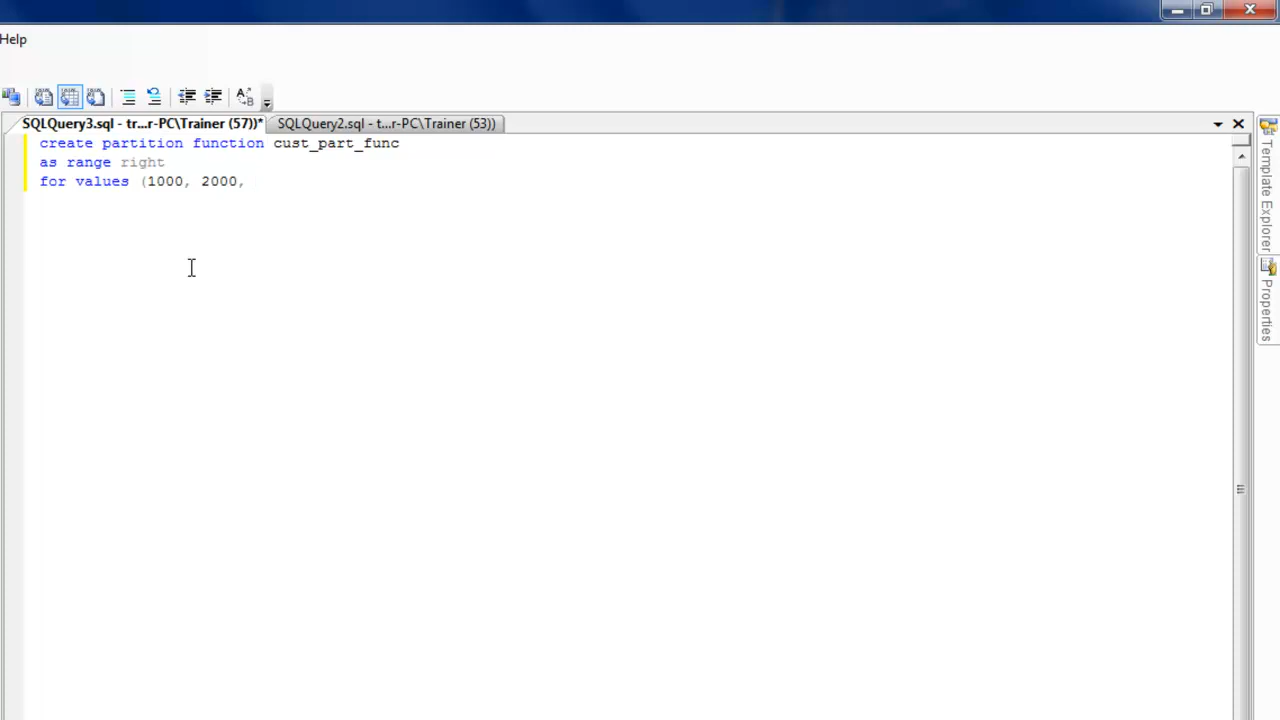 Help
SQLQuery3.sql - tr...r-PC\Trainer (57))* SQLQuery2.sql - t...r-PC\Trainer (53))
create partition function cust_part_func
as range right
for values (1000, 2000,
Template Explorer
Properties